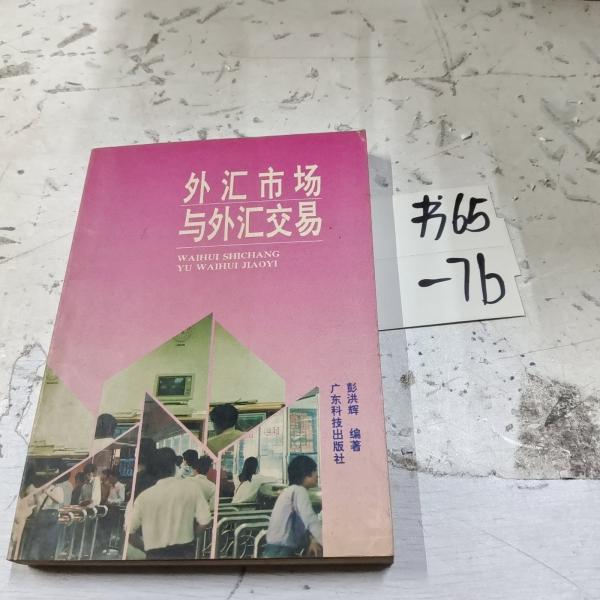 外汇市场
与外汇交易
WAIHUI SHICHANG
YU WAIHUI JIAOYI
彭洪辉 编著
广东科技出版社
书65
-7b